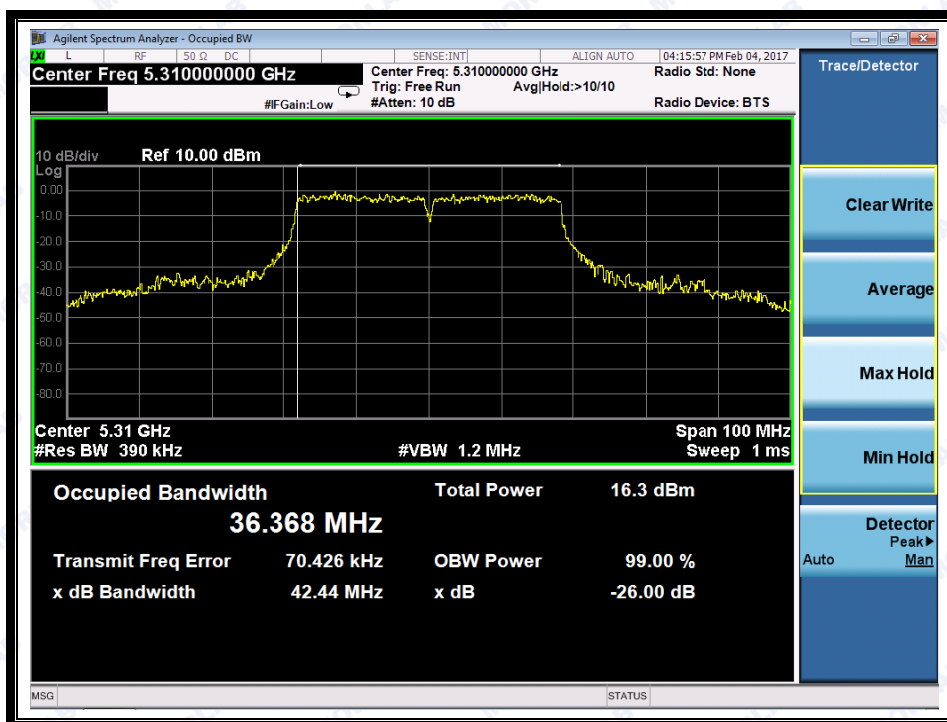 Agilent Spectrum Analyzer - Occupied BW
LXI L RF 50 Ω DC SENSE:INT ALIGN AUTO 04:15:57 PM Feb 04, 2017
Center Freq 5.310000000 GHz
Center Freq: 5.310000000 GHz
Radio Std: None
Trig: Free Run
Avg|Hold:>10/10
#IFGain:Low
#Atten: 10 dB
Radio Device: BTS
10 dB/div
Ref 10.00 dBm
Log
0.00
-10.0
-20.0
-30.0
-40.0
-50.0
-60.0
-70.0
-80.0
Center 5.31 GHz
Span 100 MHz
#Res BW 390 kHz
#VBW 1.2 MHz
Sweep 1 ms
Occupied Bandwidth
Total Power 16.3 dBm
36.368 MHz
Transmit Freq Error 70.426 kHz
OBW Power 99.00 %
x dB Bandwidth 42.44 MHz
x dB -26.00 dB
MSG
STATUS
Trace/Detector
Clear Write
Average
Max Hold
Min Hold
Detector
Peak▶
Auto Man